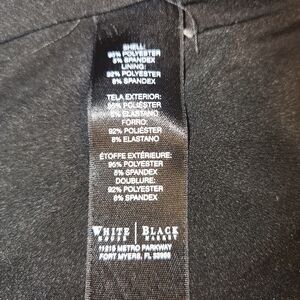 SHELL:
95% POLYESTER
5% SPANDEX
LINING:
92% POLYESTER
8% SPANDEX
TELA EXTERIOR:
95% POLIÉSTER
5% ELASTANO
FORRO:
92% POLIÉSTER
8% ELASTANO
ÉTOFFE EXTÉRIEURE:
95% POLYESTER
5% SPANDEX
DOUBLURE:
92% POLYESTER
8% SPANDEX
WHITE | BLACK
HOUSE | MARKET
11215 METRO PARKWAY
FORT MYERS, FL 33966